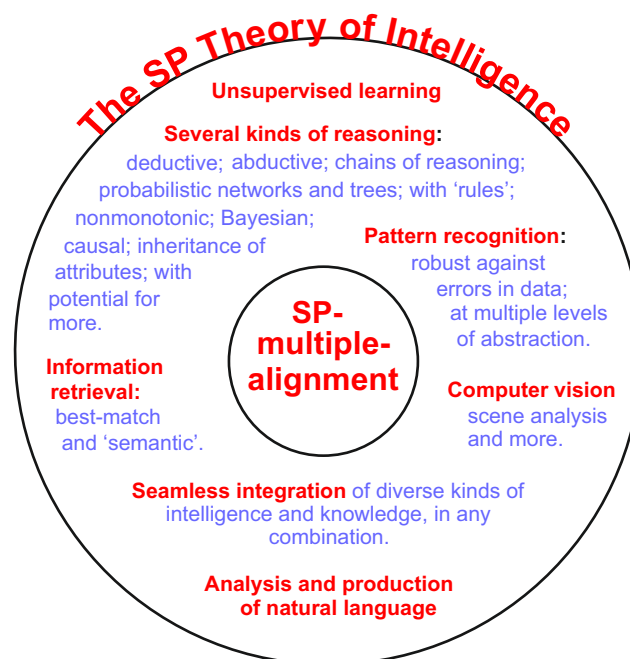 The SP Theory of Intelligence
Unsupervised learning
Several kinds of reasoning:
deductive; abductive; chains of reasoning;
probabilistic networks and trees; with ‘rules’;
nonmonotonic; Bayesian;
causal; inheritance of
attributes; with
potential for
more.
Pattern recognition:
robust against
errors in data;
at multiple levels
of abstraction.
SP-
multiple-
alignment
Information
retrieval:
best-match
and ‘semantic’.
Computer vision
scene analysis
and more.
Seamless integration of diverse kinds of
intelligence and knowledge, in any
combination.
Analysis and production
of natural language